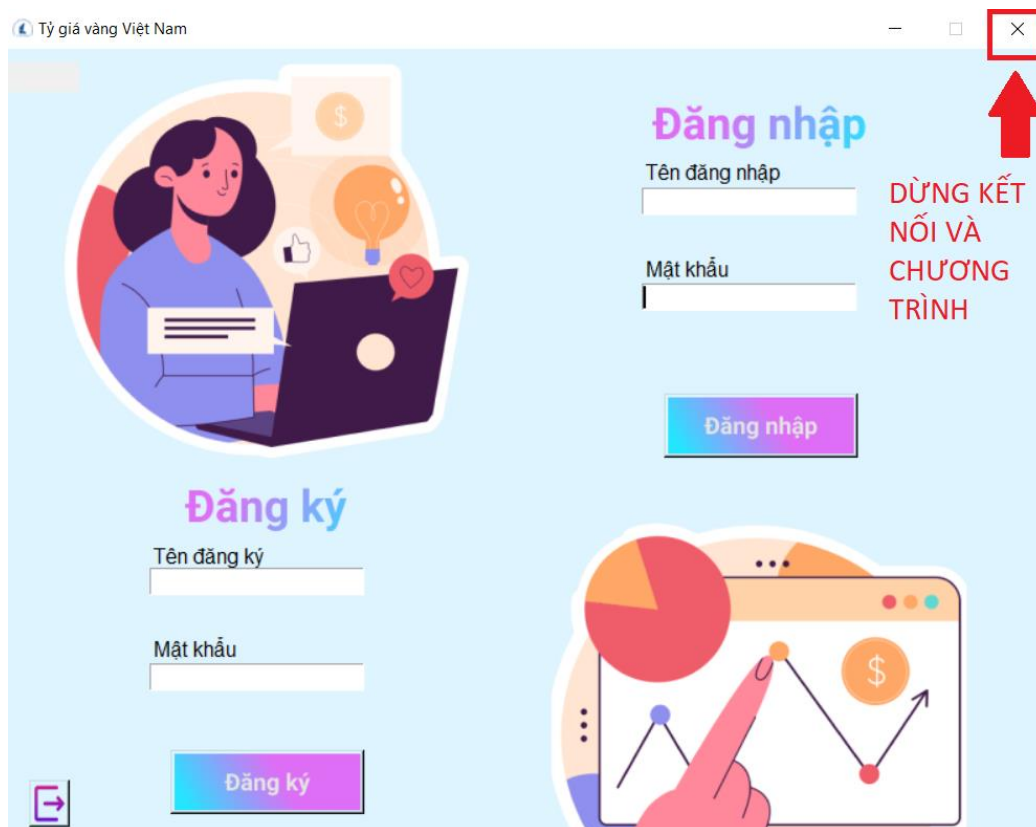 Tỷ giá vàng Việt Nam
Đăng nhập
Tên đăng nhập
DỪNG KẾT
NỐI VÀ
CHƯƠNG
TRÌNH
Mật khẩu
Đăng nhập
Đăng ký
Tên đăng ký
Mật khẩu
Đăng ký
$
$